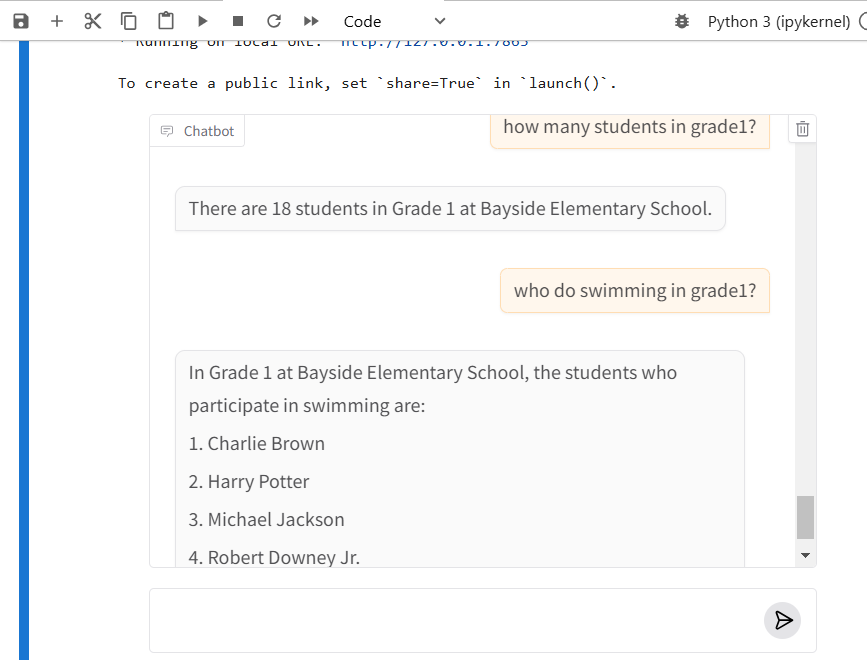 Code
Python 3 (ipykernel)
* Running on local URL: http://127.0.0.1:7865
To create a public link, set `share=True` in `launch()`.
Chatbot
how many students in grade1?
There are 18 students in Grade 1 at Bayside Elementary School.
who do swimming in grade1?
In Grade 1 at Bayside Elementary School, the students who
participate in swimming are:
1. Charlie Brown
2. Harry Potter
3. Michael Jackson
4. Robert Downey Jr.